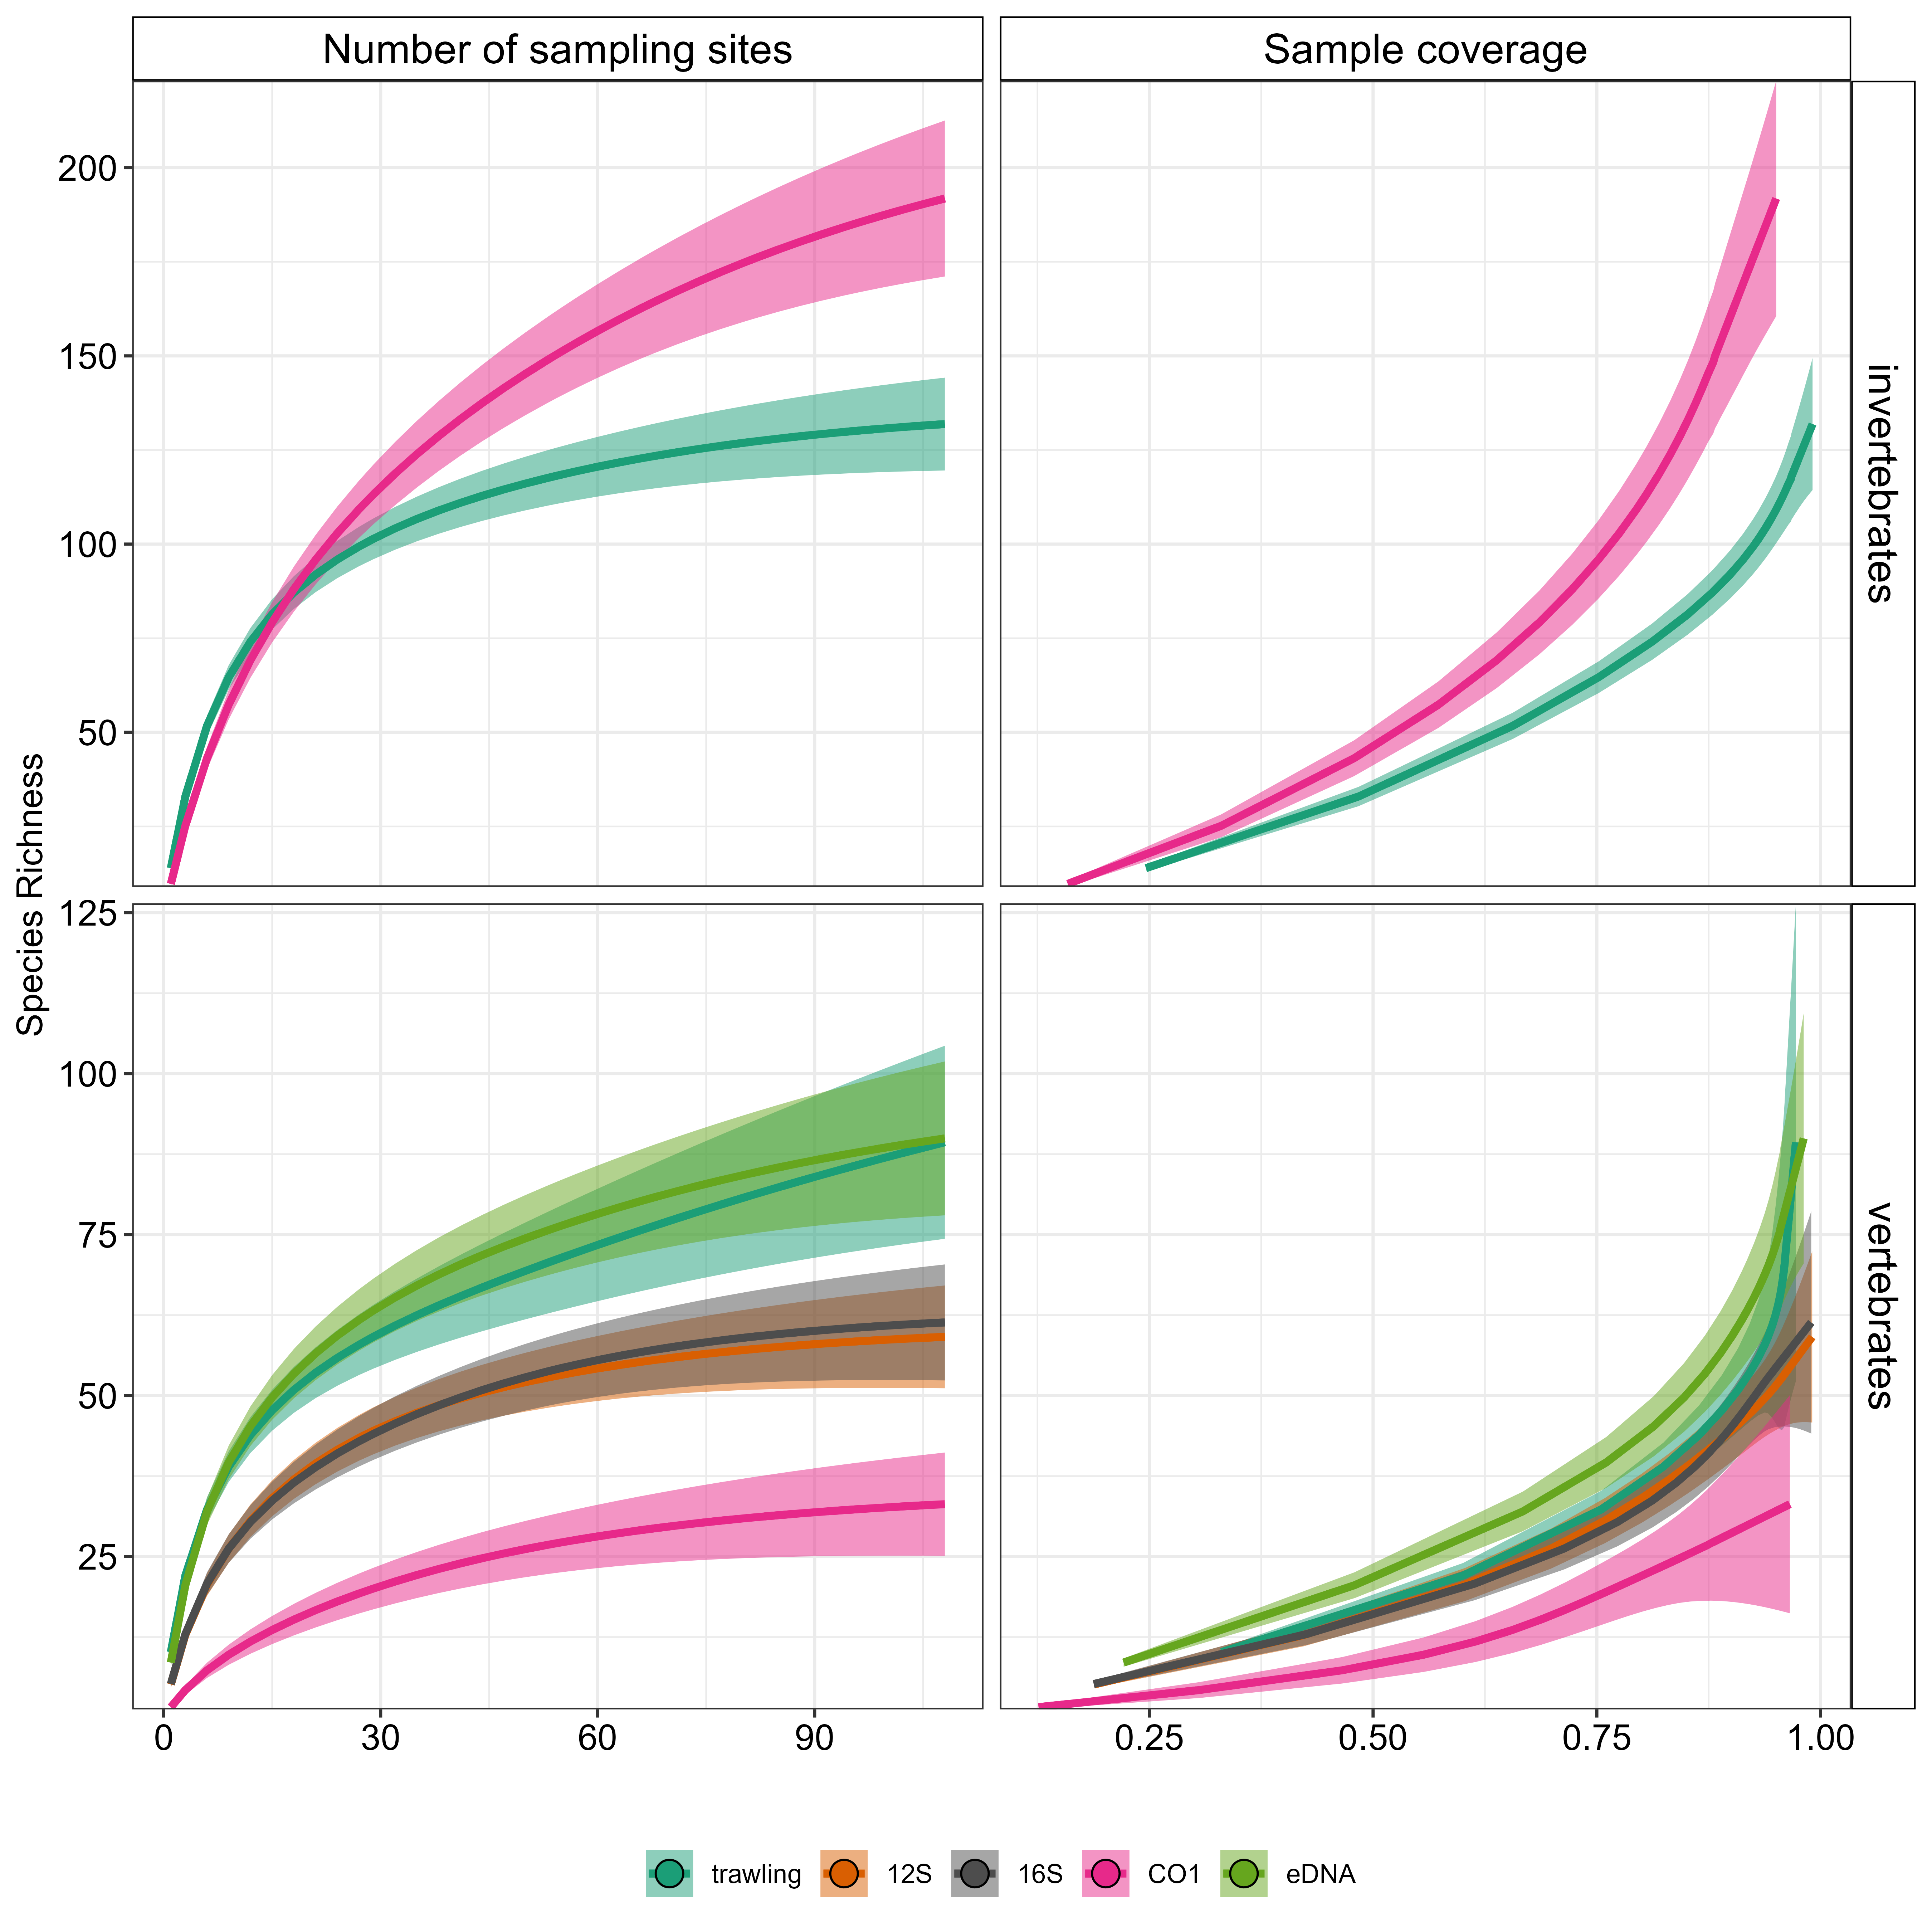 Number of sampling sites
Sample coverage
200
150
100
50
invertebrates
Species Richness
125
100
75
50
25
vertebrates
0 30 60 90
0.25 0.50 0.75 1.00
trawling 12S 16S CO1 eDNA